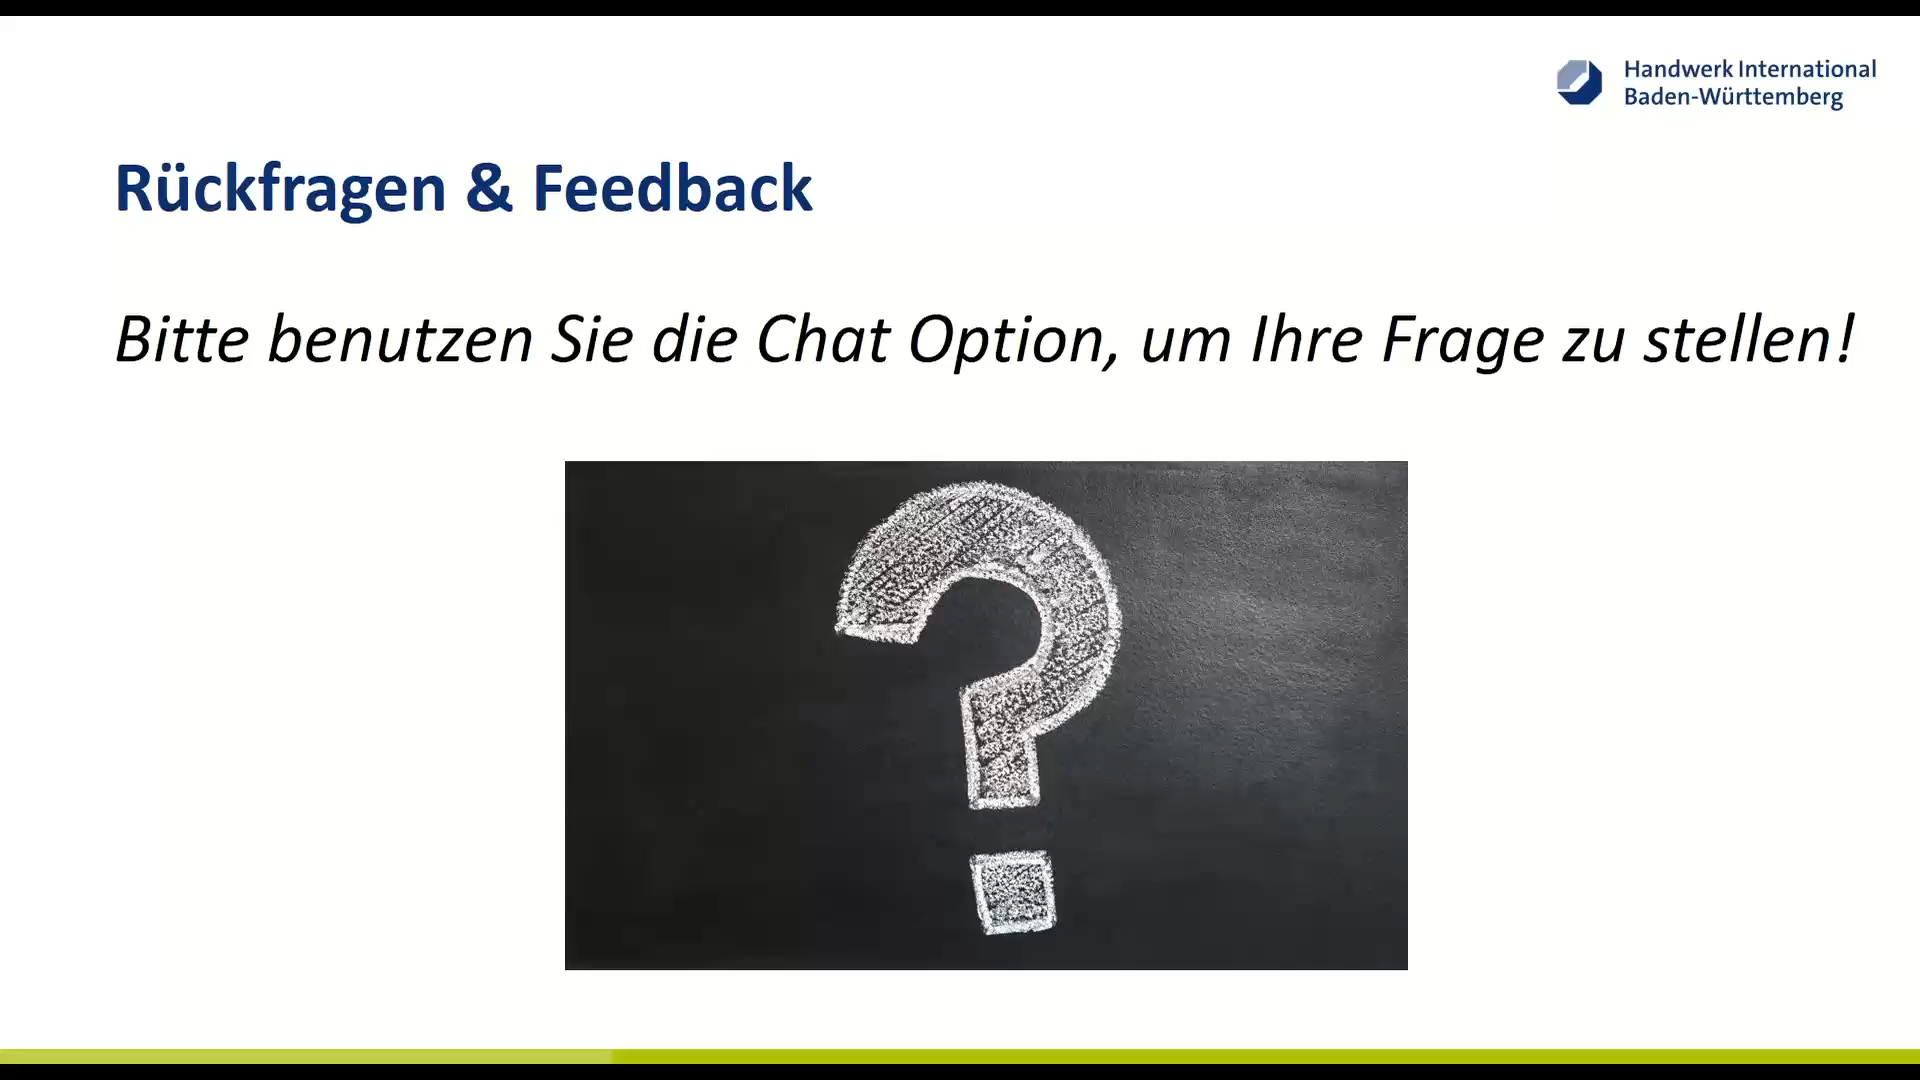 Handwerk International
Baden-Württemberg
Rückfragen & Feedback
Bitte benutzen Sie die Chat Option, um Ihre Frage zu stellen!
?